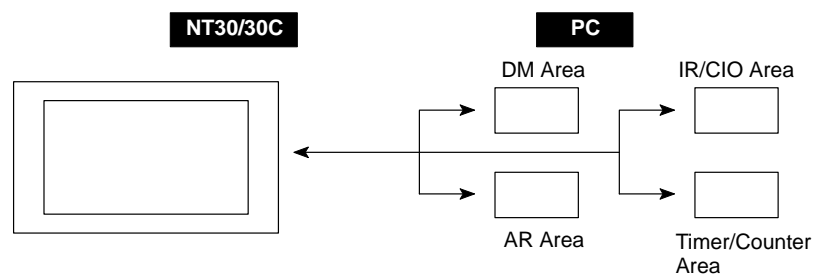 NT30/30C
PC
DM Area
IR/CIO Area
AR Area
Timer/Counter
Area